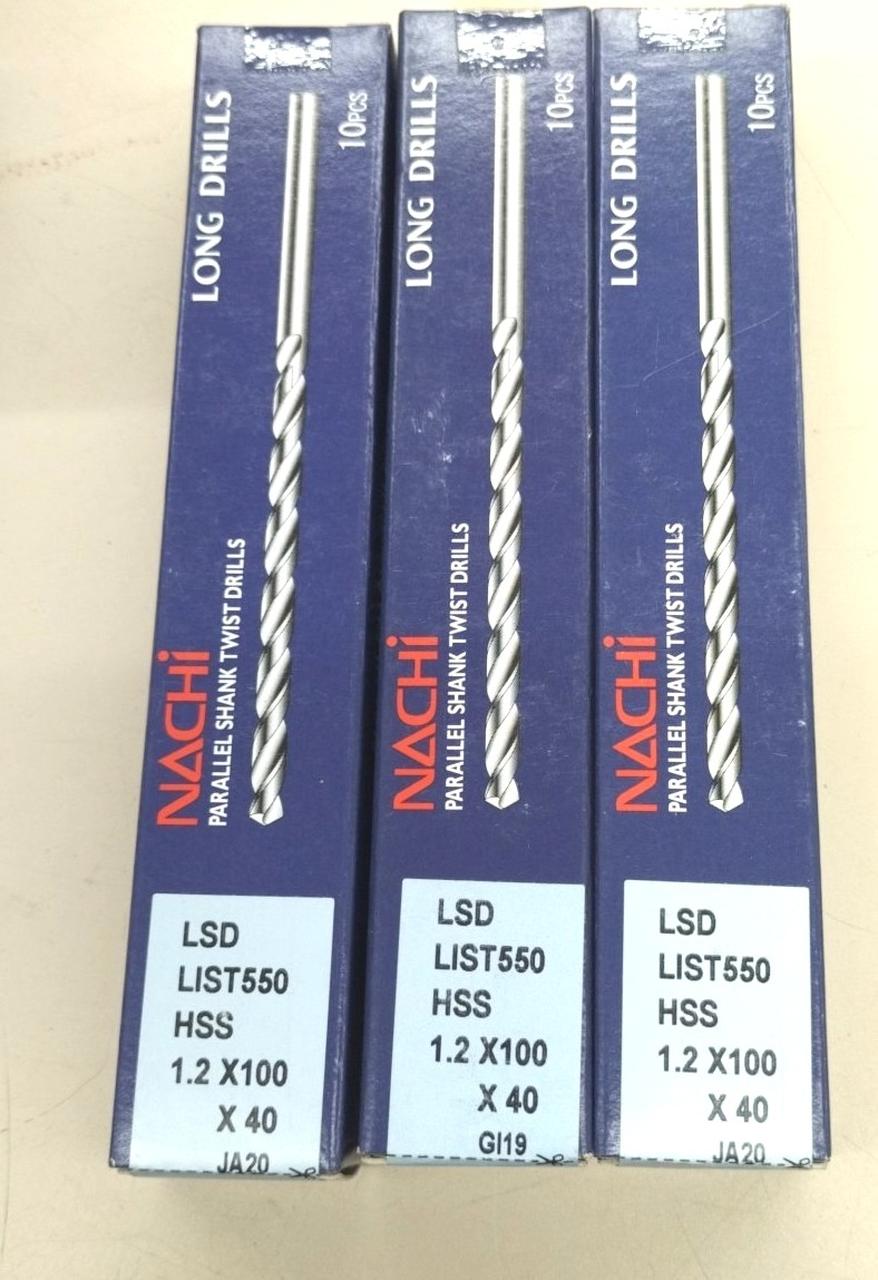 LONG DRILLS
10PCS
NACHi
PARALLEL SHANK TWIST DRILLS
LSD
LIST550
HSS
1.2 X100
X 40
JA20
LONG DRILLS
10PCS
NACHi
PARALLEL SHANK TWIST DRILLS
LSD
LIST550
HSS
1.2 X100
X 40
GI19
LONG DRILLS
10PCS
NACHi
PARALLEL SHANK TWIST DRILLS
LSD
LIST550
HSS
1.2 X100
X 40
JA20